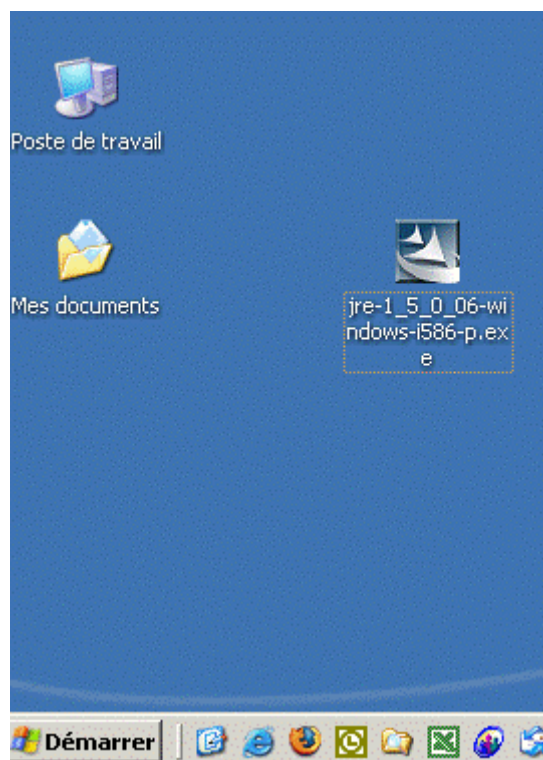 Poste de travail
Mes documents
jre-1_5_0_06-wi
ndows-i586-p.ex
e
Démarrer